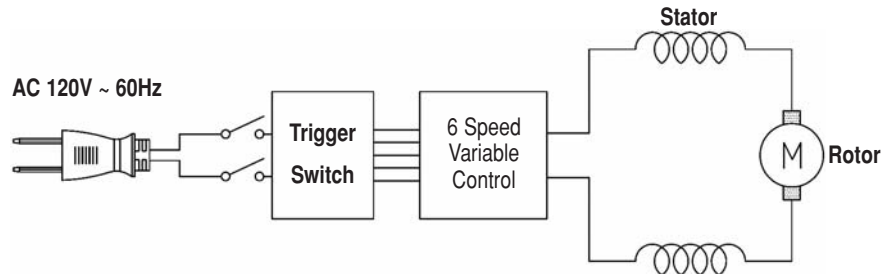 Stator
AC 120V ~ 60Hz
Trigger
Switch
6 Speed
Variable
Control
M
Rotor